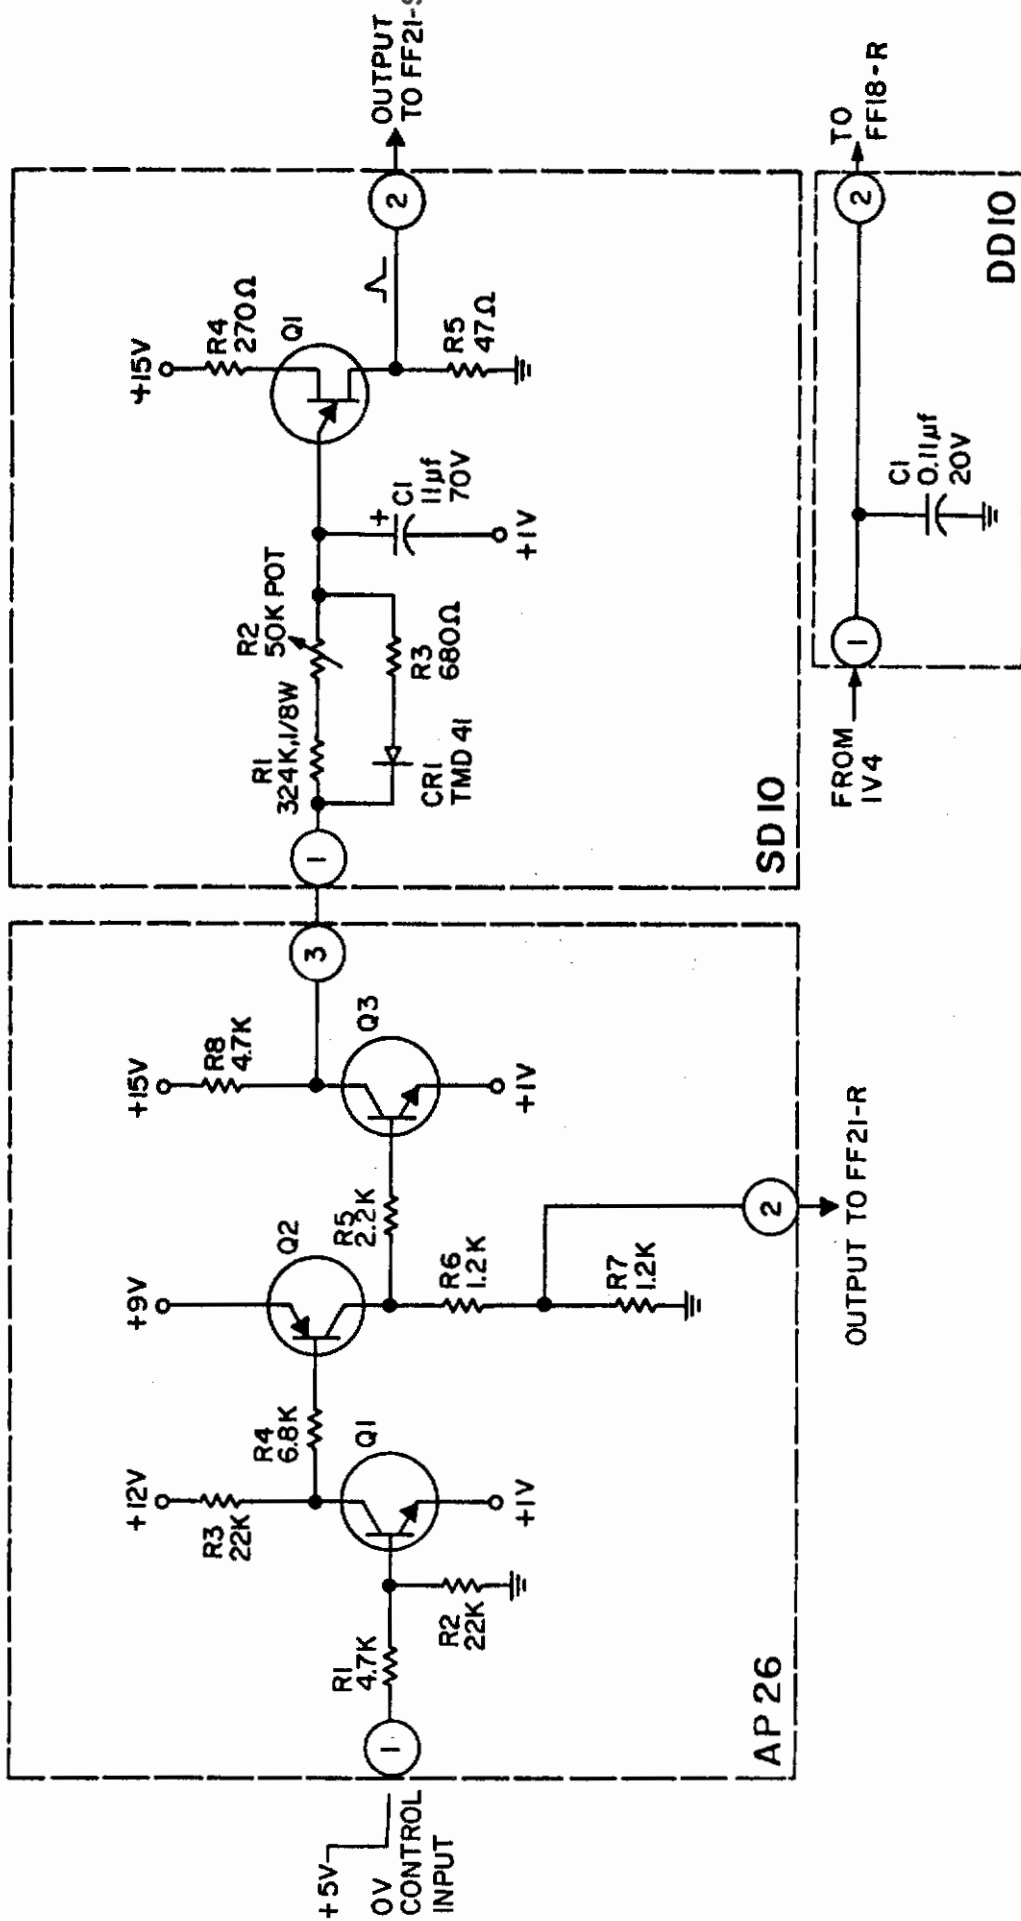 +5V
0V
CONTROL
INPUT
1
R1
4.7K
R2
22K
+12V
R3
22K
Q1
+1V
R4
6.8K
+9V
Q2
R5
2.2K
R6
1.2K
R7
1.2K
2
OUTPUT TO FF21-R
+15V
R8
4.7K
Q3
+1V
3
AP26
1
R1
324K,1/8W
R2
50K POT
CR1
TMD 41
R3
680Ω
+
C1
11µf
70V
+1V
+15V
R4
270Ω
Q1
R5
47Ω
2
OUTPUT
TO FF21-S
SD10
FROM
1V4
1
C1
0.11µf
20V
2
TO
FF18-R
DD10